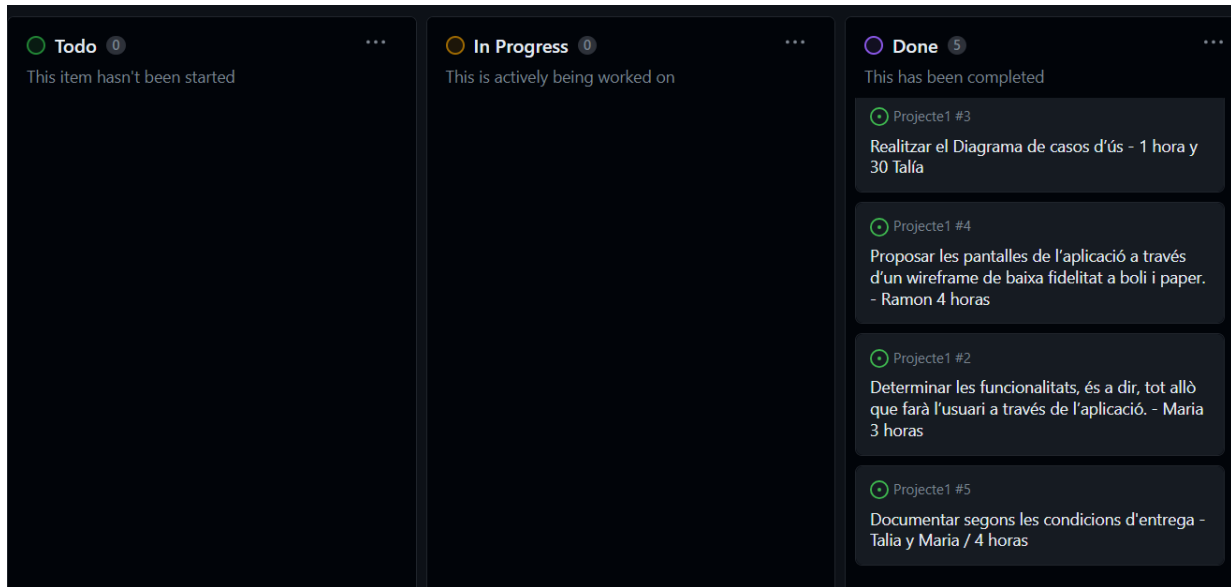 Todo 0
This item hasn't been started
In Progress 0
This is actively being worked on
Done 5
This has been completed
Projecte1 #3
Realitzar el Diagrama de casos d'ús - 1 hora y
30 Talía
Projecte1 #4
Proposar les pantalles de l'aplicació a través
d'un wireframe de baixa fidelitat a boli i paper.
- Ramon 4 horas
Projecte1 #2
Determinar les funcionalitats, és a dir, tot allò
que farà l'usuari a través de l'aplicació. - Maria
3 horas
Projecte1 #5
Documentar segons les condicions d'entrega -
Talia y Maria / 4 horas